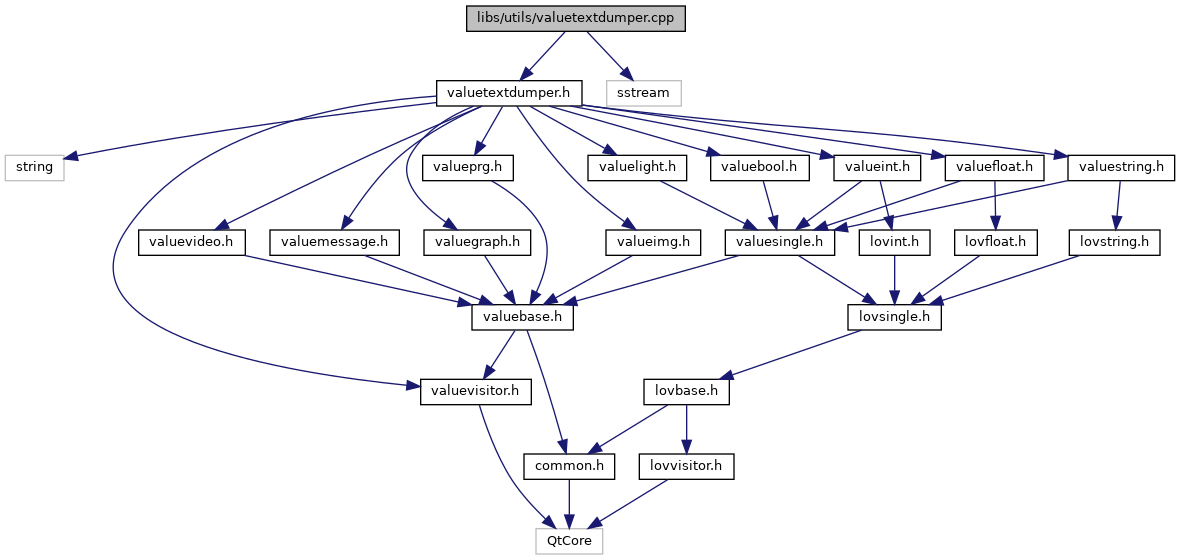 libs/utils/valuetextdumper.cpp
valuetextdumper.h
sstream
string
valueprg.h
valuelight.h
valuebool.h
valueint.h
valuefloat.h
valuestring.h
valuevideo.h
valuemessage.h
valuegraph.h
valueimg.h
valuesingle.h
lovint.h
lovfloat.h
lovstring.h
valuebase.h
lovsingle.h
valuevisitor.h
lovbase.h
common.h
lovvisitor.h
QtCore